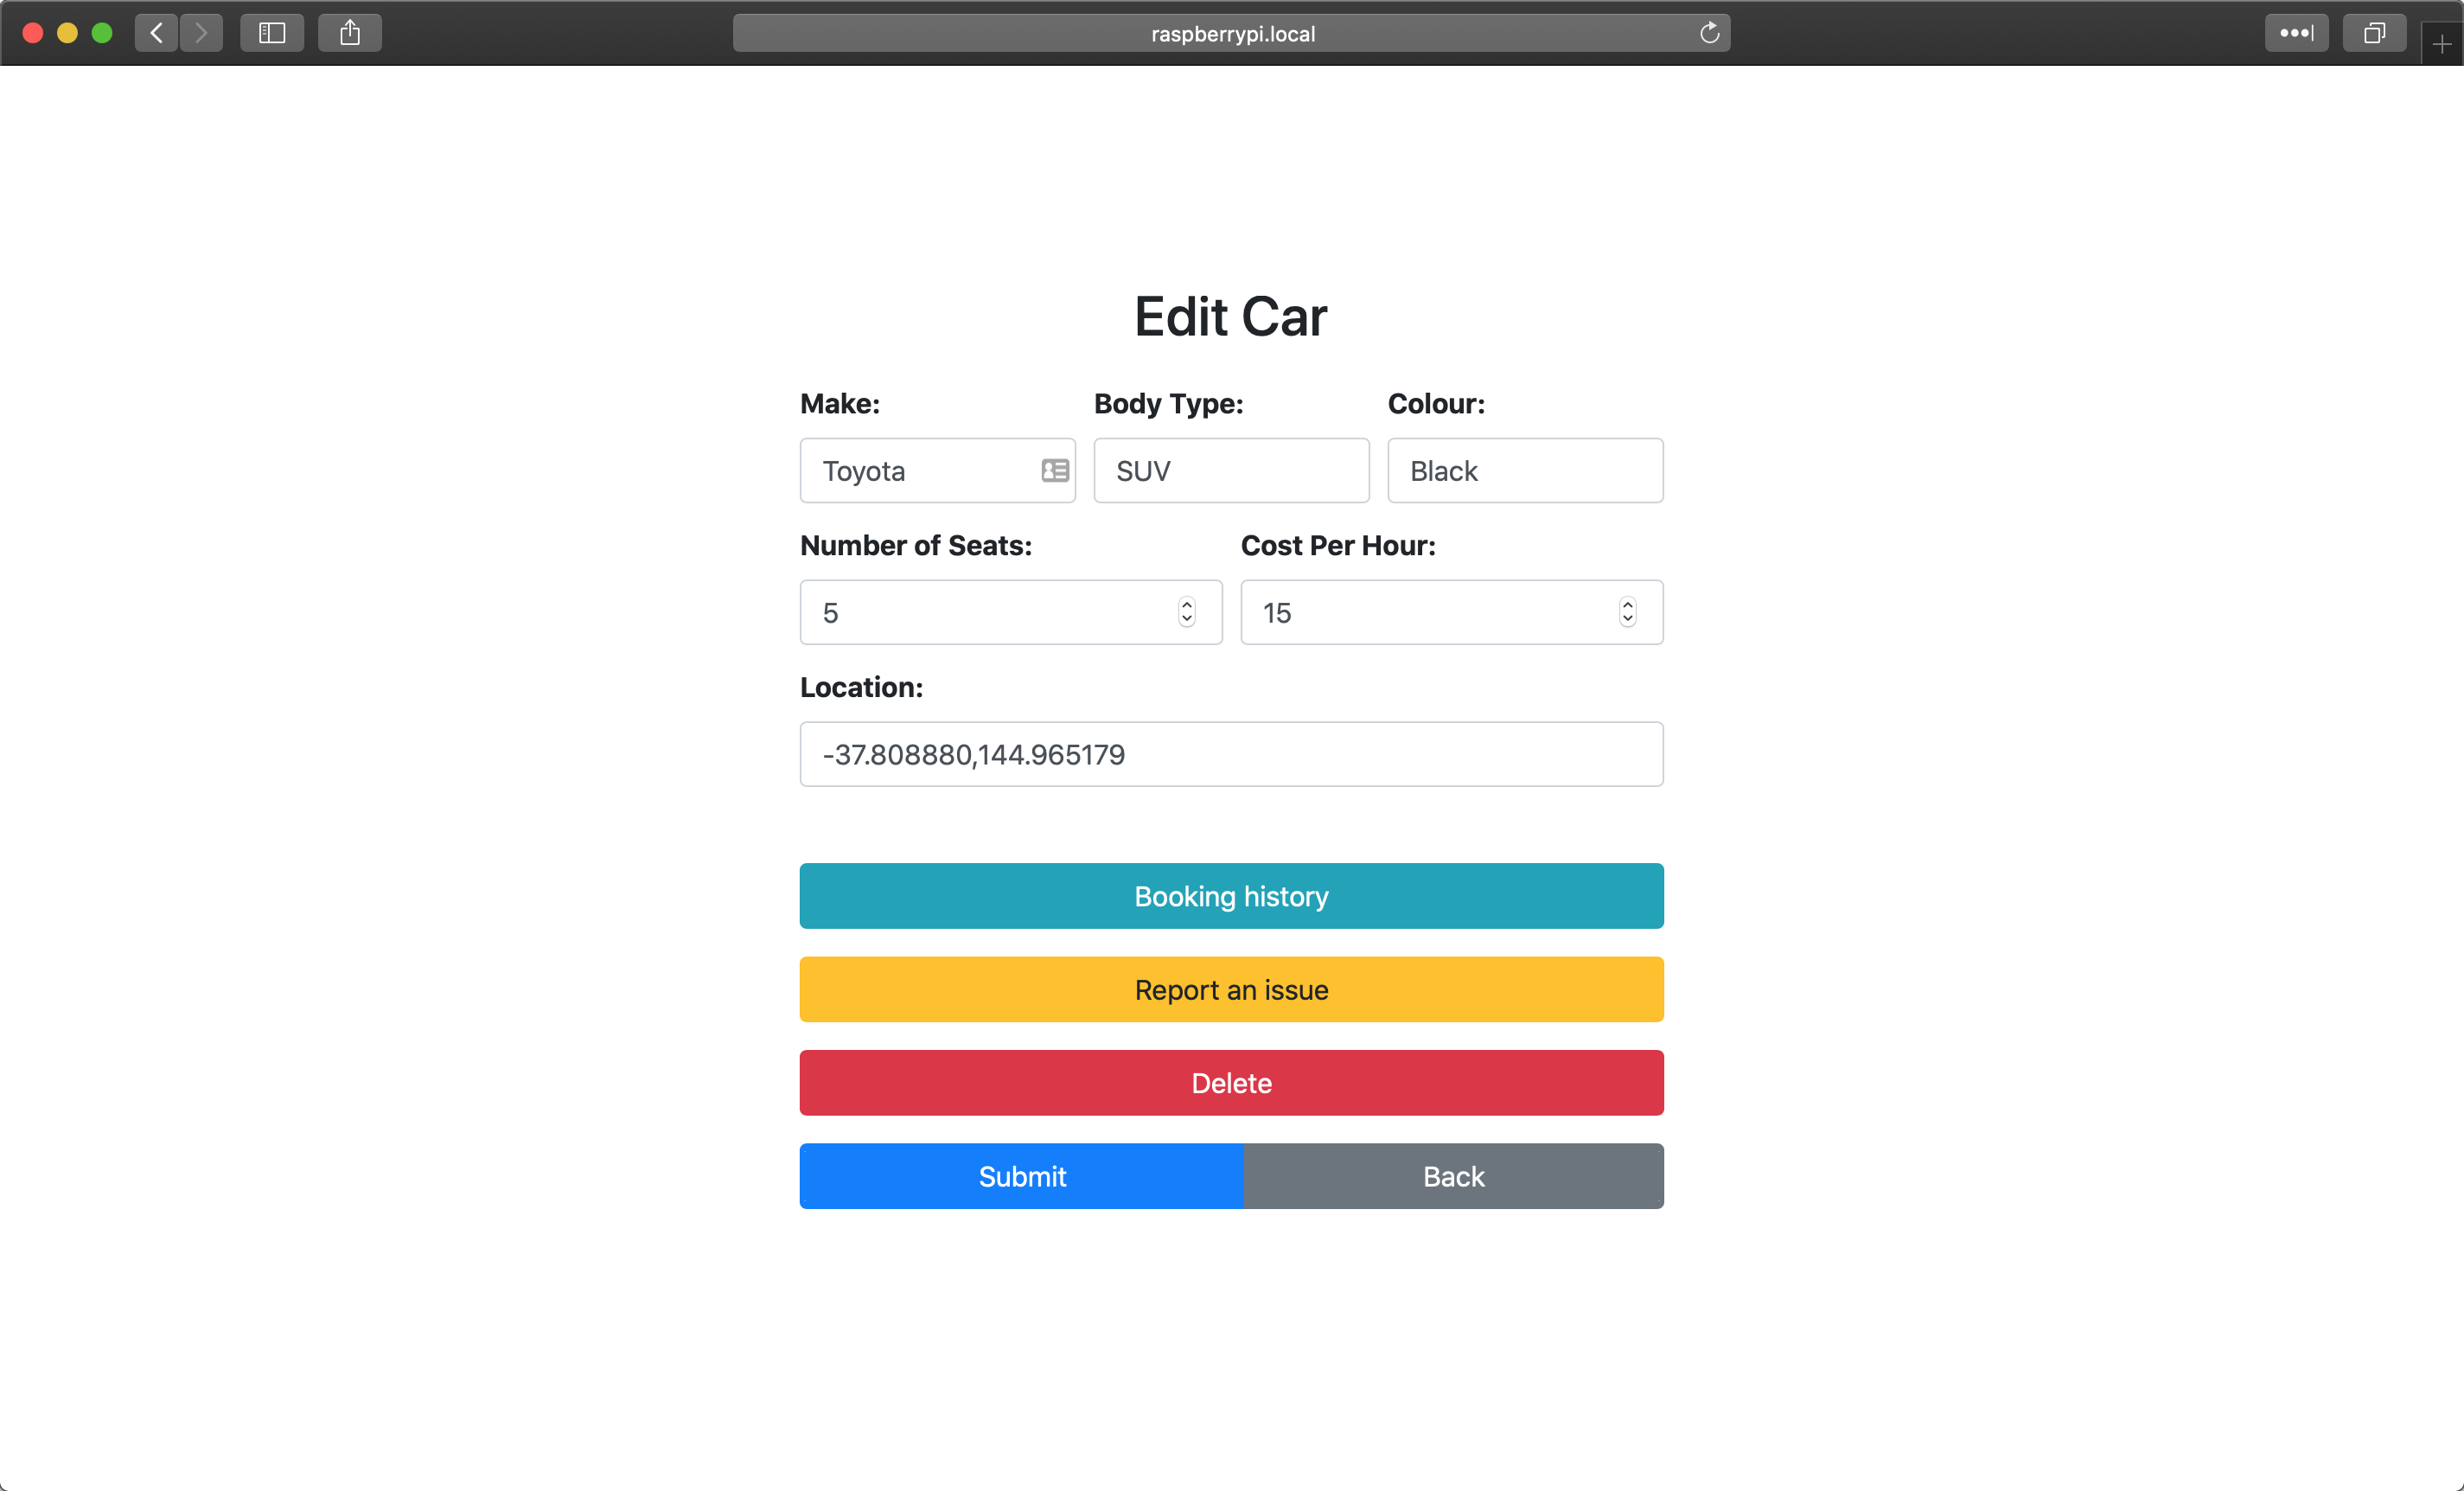 raspberrypi.local
Edit Car
Make: Body Type: Colour:
Toyota SUV Black
Number of Seats: Cost Per Hour:
5 15
Location:
-37.808880,144.965179
Booking history
Report an issue
Delete
Submit Back